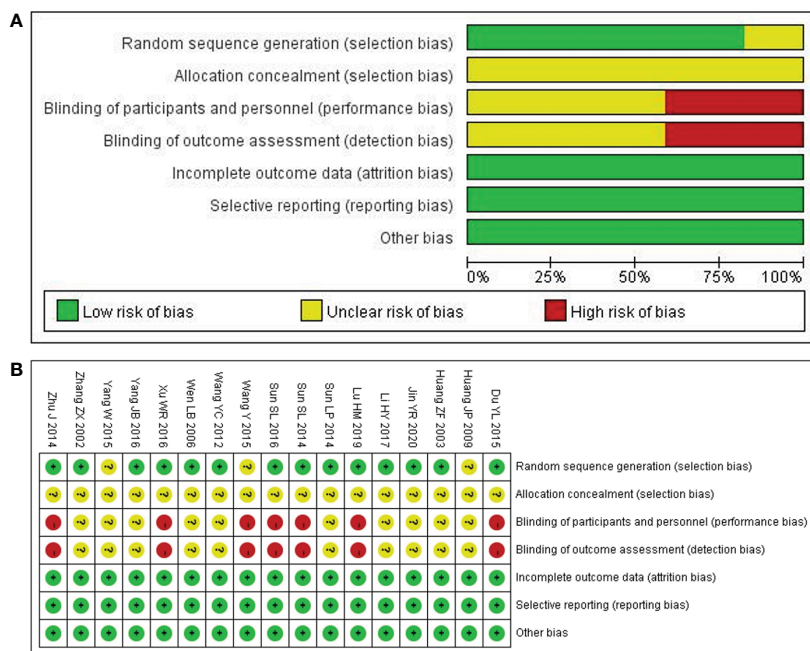 A
Random sequence generation (selection bias)
Allocation concealment (selection bias)
Blinding of participants and personnel (performance bias)
Blinding of outcome assessment (detection bias)
Incomplete outcome data (attrition bias)
Selective reporting (reporting bias)
Other bias
0% 25% 50% 75% 100%
Low risk of bias Unclear risk of bias High risk of bias
B
Zhu J 2014
Zhang ZX 2002
Yang W 2015
Yang JB 2016
Xu WR 2016
Wen LB 2006
Wang YC 2012
Wang Y 2015
Sun SL 2016
Sun SL 2014
Sun LP 2014
Lu HM 2019
Li HY 2017
Jin YR 2020
Huang ZF 2003
Huang JP 2009
Du YL 2015
+ + ? + + + + ? + + + + + + + ? + Random sequence generation (selection bias)
? ? ? ? ? ? ? ? ? ? ? ? ? ? ? ? ? Allocation concealment (selection bias)
- ? ? ? - ? ? - - - ? - ? ? ? ? - Blinding of participants and personnel (performance bias)
- ? ? ? - ? ? - - - ? - ? ? ? ? - Blinding of outcome assessment (detection bias)
+ + + + + + + + + + + + + + + + + Incomplete outcome data (attrition bias)
+ + + + + + + + + + + + + + + + + Selective reporting (reporting bias)
+ + + + + + + + + + + + + + + + + Other bias